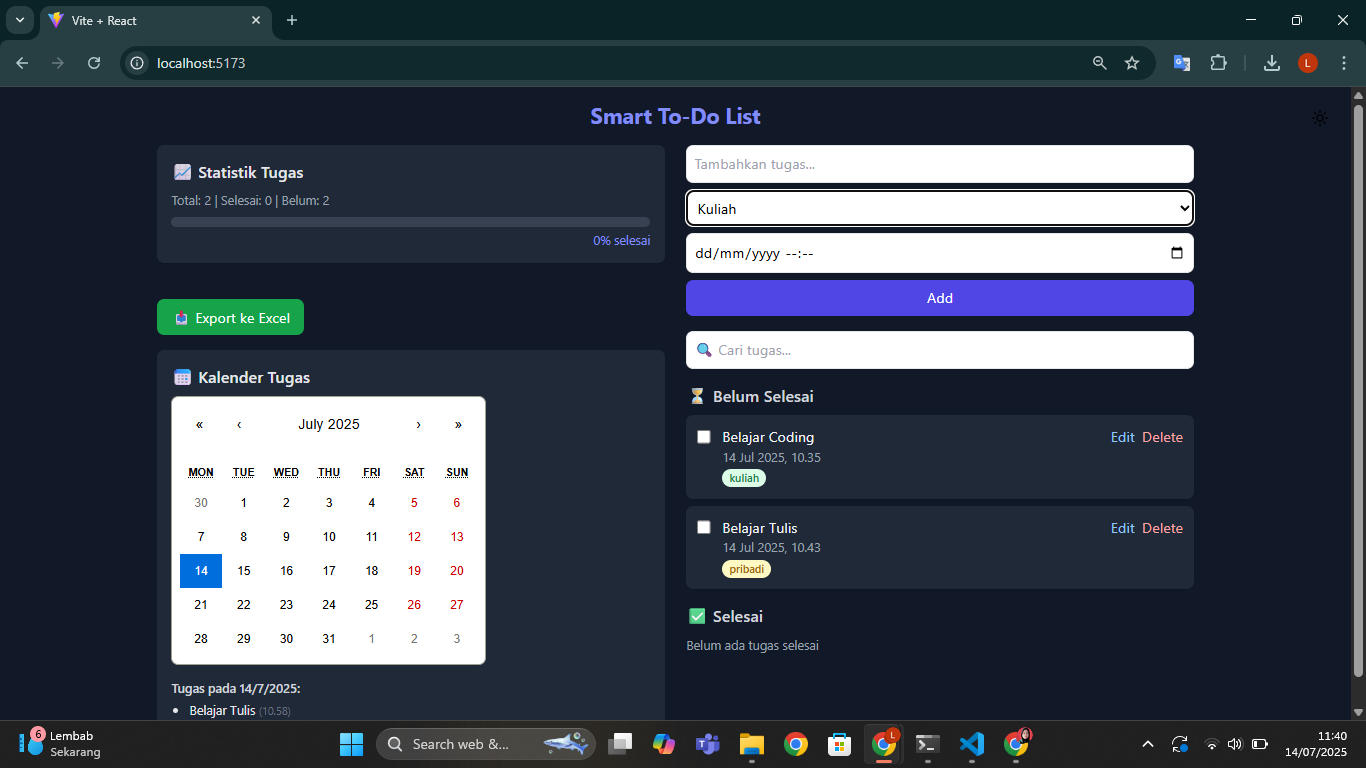 Vite + React
localhost:5173
L
Smart To-Do List
Statistik Tugas
Total: 2 | Selesai: 0 | Belum: 2
0% selesai
Export ke Excel
Kalender Tugas
« ‹ July 2025 › »
MON TUE WED THU FRI SAT SUN
30 1 2 3 4 5 6
7 8 9 10 11 12 13
14 15 16 17 18 19 20
21 22 23 24 25 26 27
28 29 30 31 1 2 3
Tugas pada 14/7/2025:
• Belajar Tulis (10.58)
Tambahkan tugas...
Kuliah
dd/mm/yyyy --:--
Add
Cari tugas...
Belum Selesai
Belajar Coding Edit Delete
14 Jul 2025, 10.35
kuliah
Belajar Tulis Edit Delete
14 Jul 2025, 10.43
pribadi
Selesai
Belum ada tugas selesai
6
Lembab
Sekarang
Search web &...
L
11:40
14/07/2025